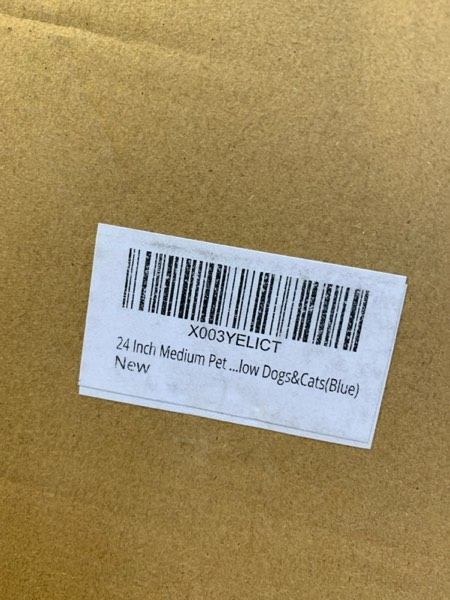 X003YELICT
24 Inch Medium Pet ...low Dogs&Cats(Blue)
New